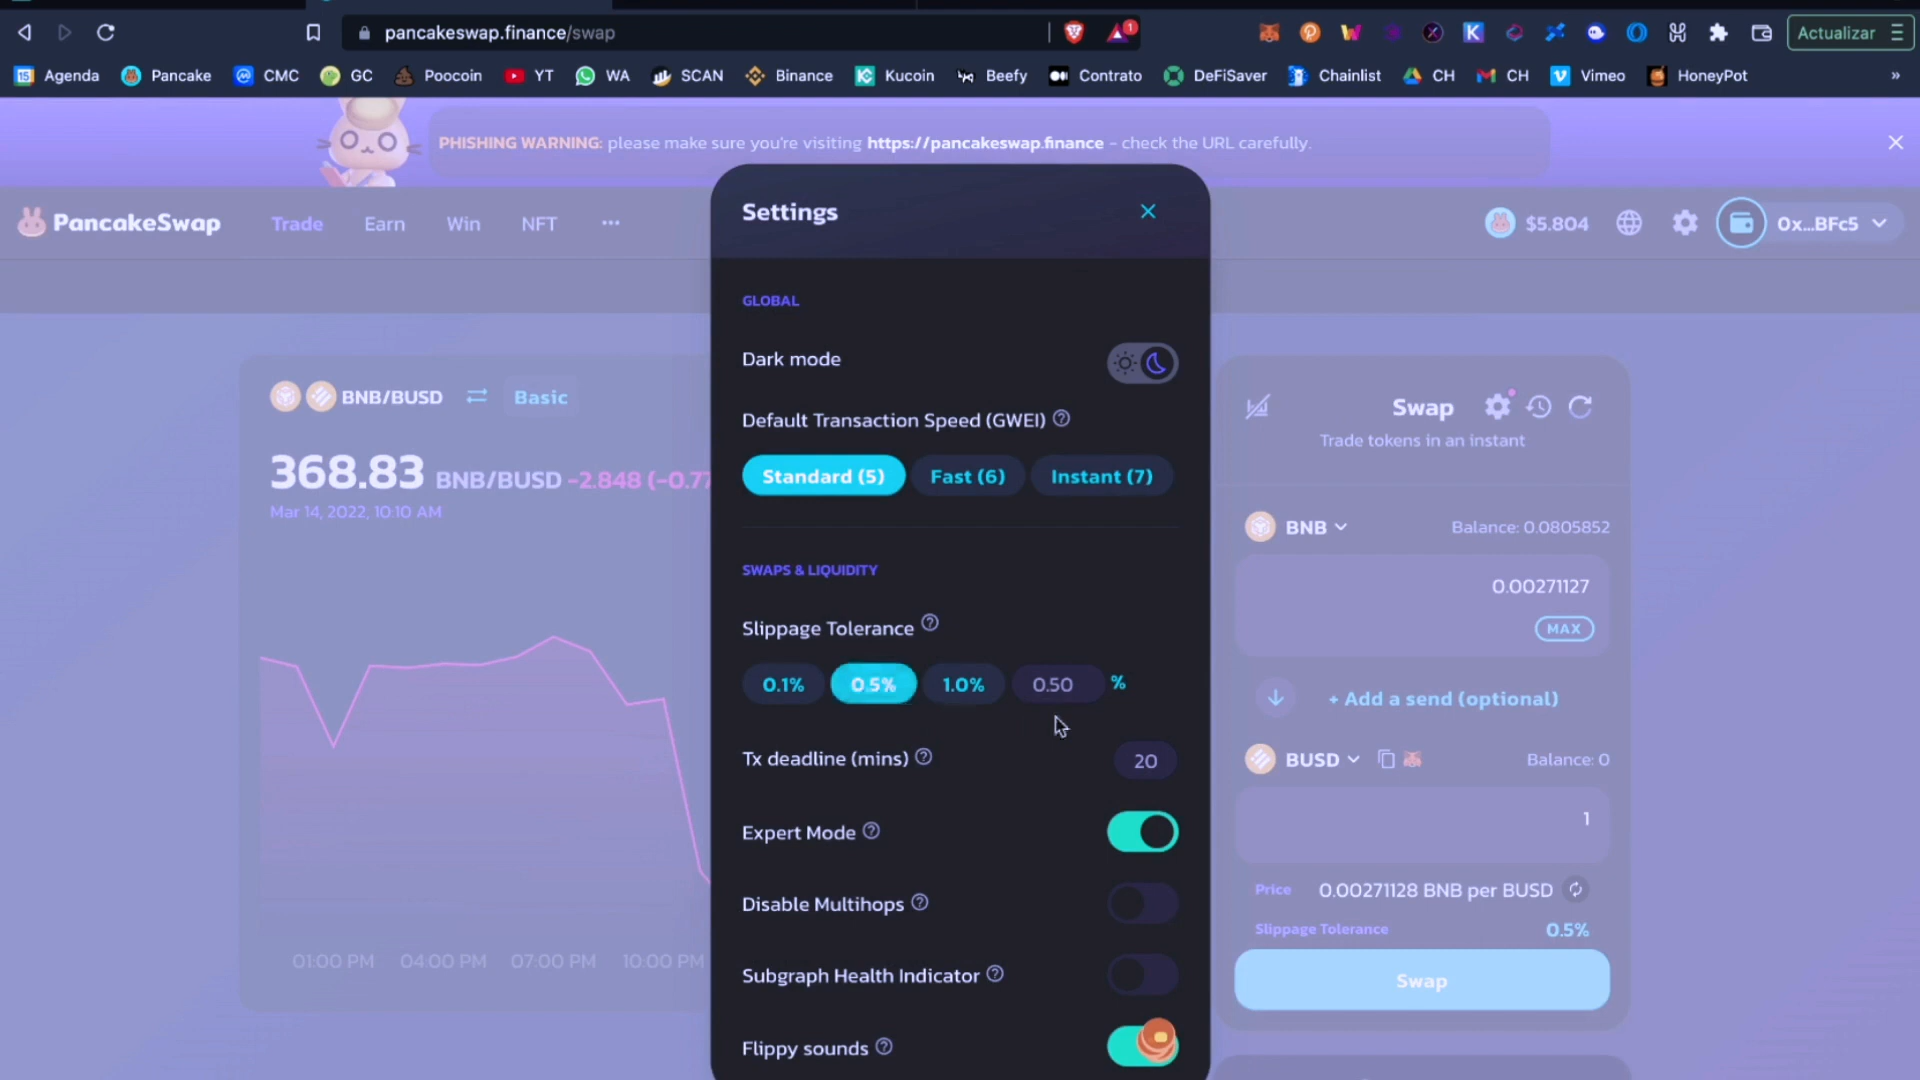 pancakeswap.finance/swap
1
Actualizar
15 Agenda Pancake CMC GC Poocoin YT WA SCAN Binance Kucoin Beefy Contrato DeFiSaver Chainlist CH CH Vimeo HoneyPot »
PHISHING WARNING: please make sure you're visiting https://pancakeswap.finance - check the URL carefully.
PancakeSwap
Trade Earn Win NFT ...
$5.804
0x...BFc5
Settings
GLOBAL
Dark mode
Default Transaction Speed (GWEI)
Standard (5) Fast (6) Instant (7)
SWAPS & LIQUIDITY
Slippage Tolerance
0.1% 0.5% 1.0% 0.50 %
Tx deadline (mins) 20
Expert Mode
Disable Multihops
Subgraph Health Indicator
Flippy sounds
BNB/BUSD Basic
368.83 BNB/BUSD -2.848 (-0.77
Mar 14, 2022, 10:10 AM
01:00 PM 04:00 PM 07:00 PM 10:00 PM
Swap
Trade tokens in an instant
BNB Balance: 0.0805852
0.00271127
MAX
+ Add a send (optional)
BUSD Balance: 0
1
Price 0.00271128 BNB per BUSD
Slippage Tolerance 0.5%
Swap